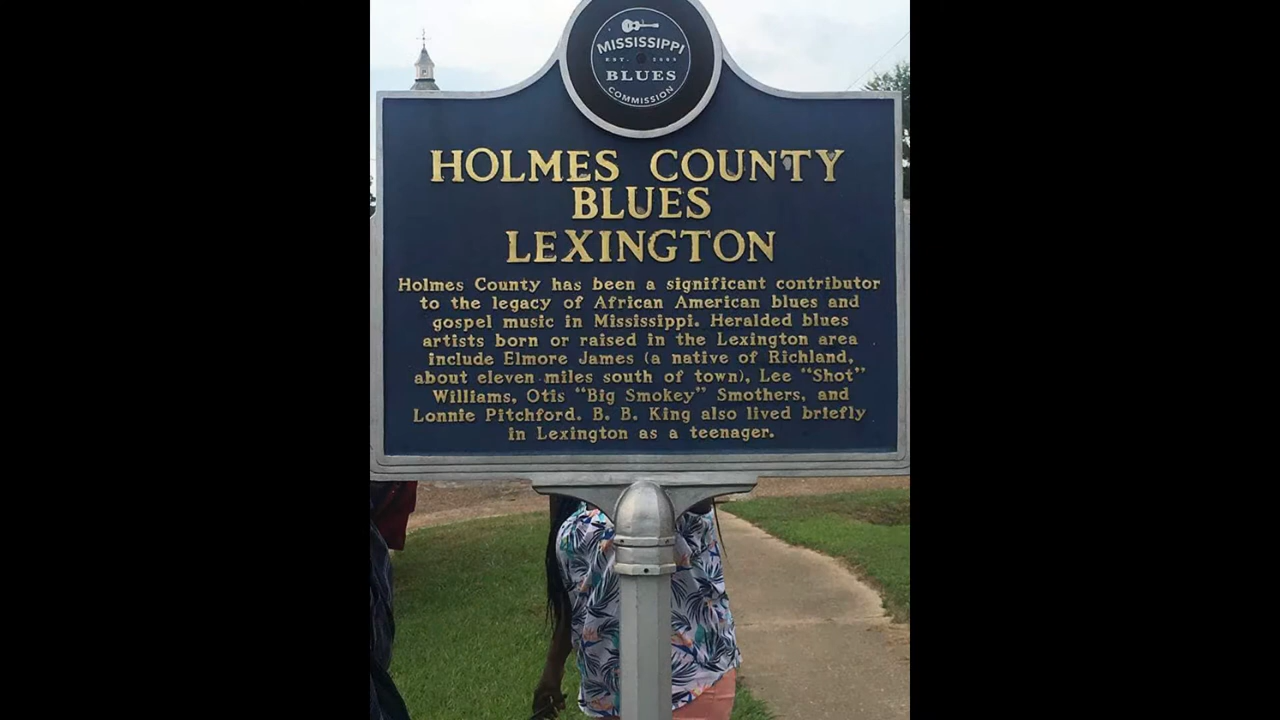 MISSISSIPPI
EST.
BLUES
COMMISSION
HOLMES COUNTY
BLUES
LEXINGTON
Holmes County has been a significant contributor
to the legacy of African American blues and
gospel music in Mississippi. Heralded blues
artists born or raised in the Lexington area
include Elmore James (a native of Richland,
about eleven miles south of town), Lee "Shot"
Williams, Otis "Big Smokey" Smothers, and
Lonnie Pitchford. B. B. King also lived briefly
in Lexington as a teenager.